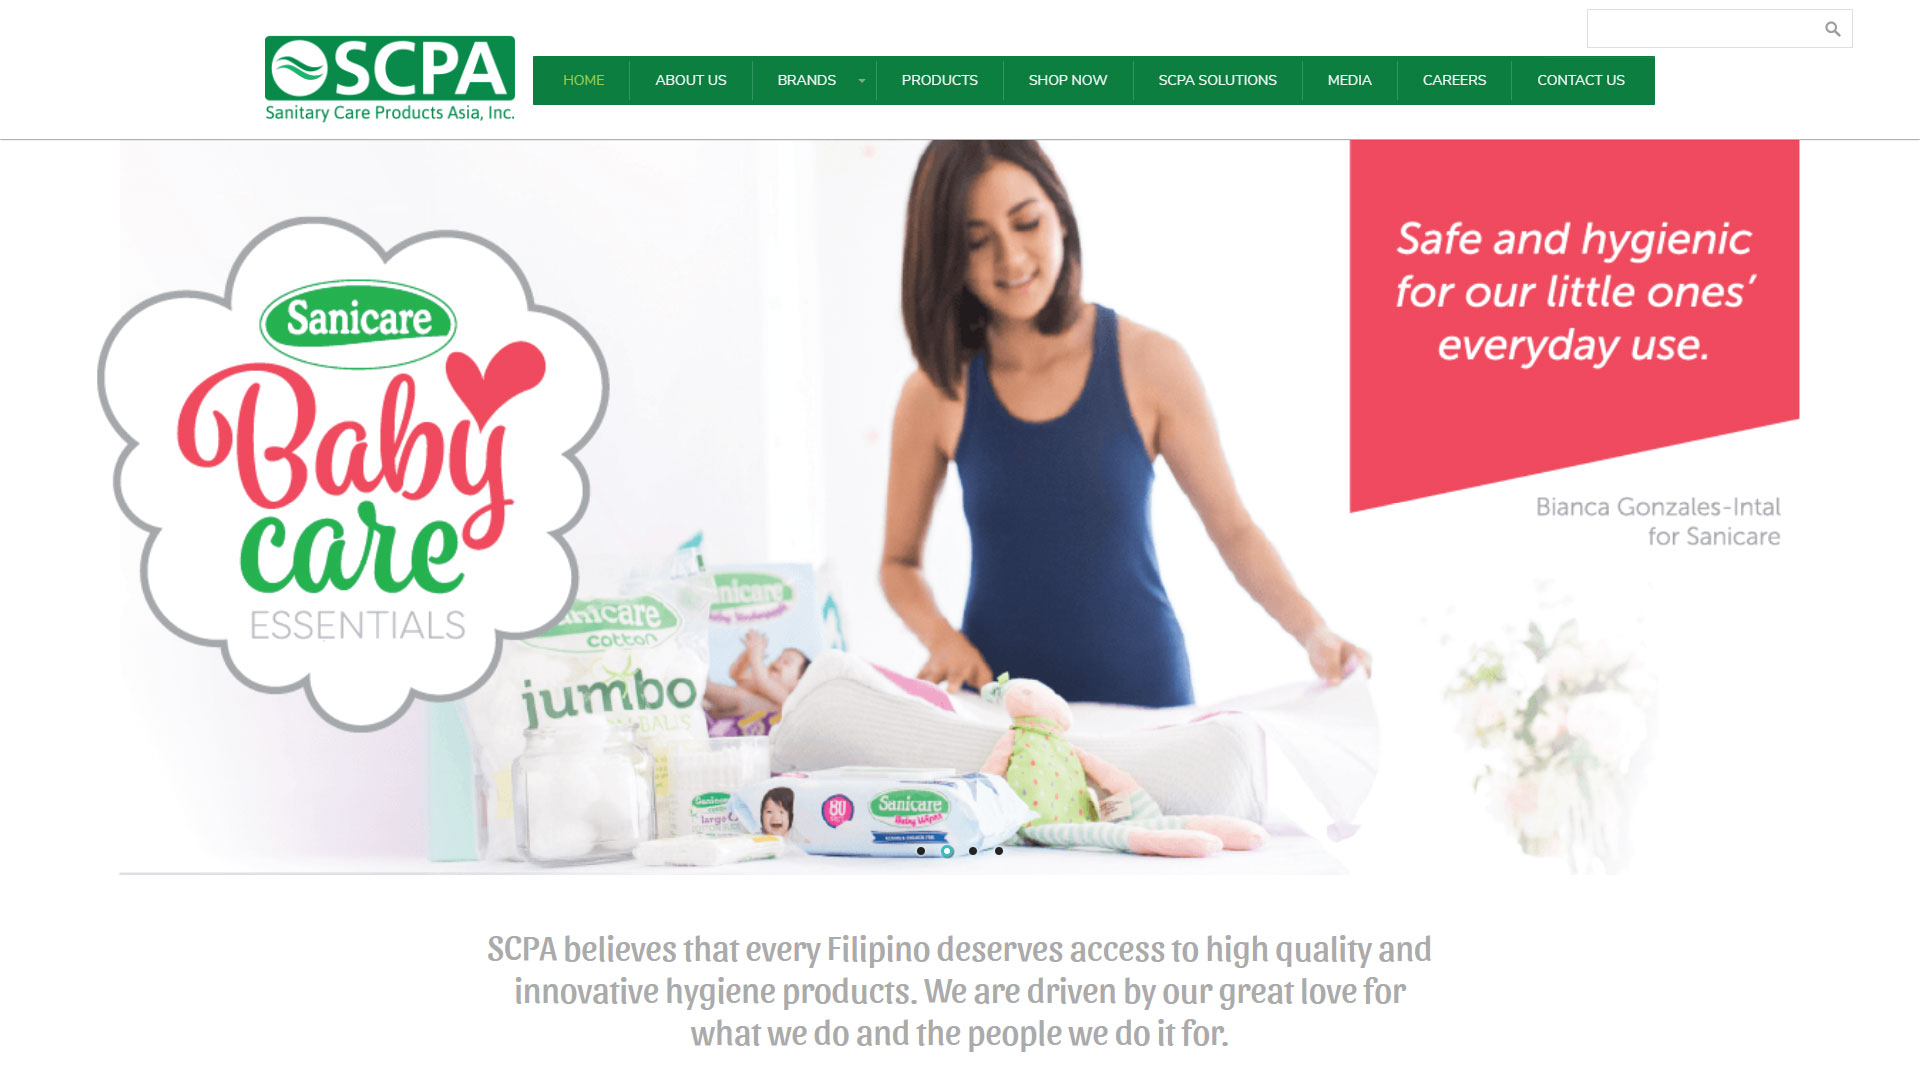 SCPA
Sanitary Care Products Asia, Inc.
HOME
ABOUT US
BRANDS
PRODUCTS
SHOP NOW
SCPA SOLUTIONS
MEDIA
CAREERS
CONTACT US
Sanicare
Baby
care
ESSENTIALS
Safe and hygienic
for our little ones'
everyday use.
Bianca Gonzales-Intal
for Sanicare
cotton
jumbo
BALLS
Sanicare
large
80
Sanicare
Baby Wipes
SCPA believes that every Filipino deserves access to high quality and
innovative hygiene products. We are driven by our great love for
what we do and the people we do it for.